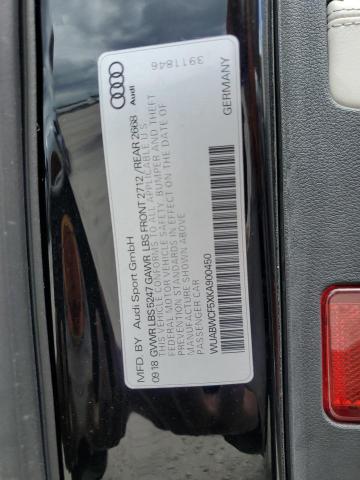 3911846
Audi
GERMANY
MFD. BY Audi Sport GmbH
09 18 GVWR LBS 5247 GAWR LBS FRONT 2712 /REAR 2668
THIS VEHICLE CONFORMS TO ALL APPLICABLE U.S.
FEDERAL MOTOR VEHICLE SAFETY, BUMPER AND THEFT
PREVENTION STANDARDS IN EFFECT ON THE DATE OF
MANUFACTURE SHOWN ABOVE
PASSENGER CAR
WUABWCF5XKA900450